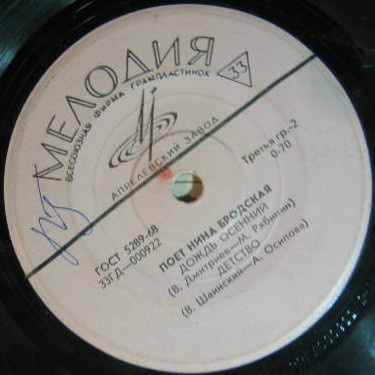 МЕЛОДИЯ
ВСЕСОЮЗНАЯ ФИРМА ГРАМПЛАСТИНОК
33
АПРЕЛЕВСКИЙ ЗАВОД
ГОСТ 5289-68
33ГД—000922
Третья гр.-2
0-70
ПОЕТ НИНА БРОДСКАЯ
ДОЖДЬ ОСЕННИЙ
(В. Дмитриев—М. Рябинин)
ДЕТСТВО
(В. Шаинский—А. Осипова)